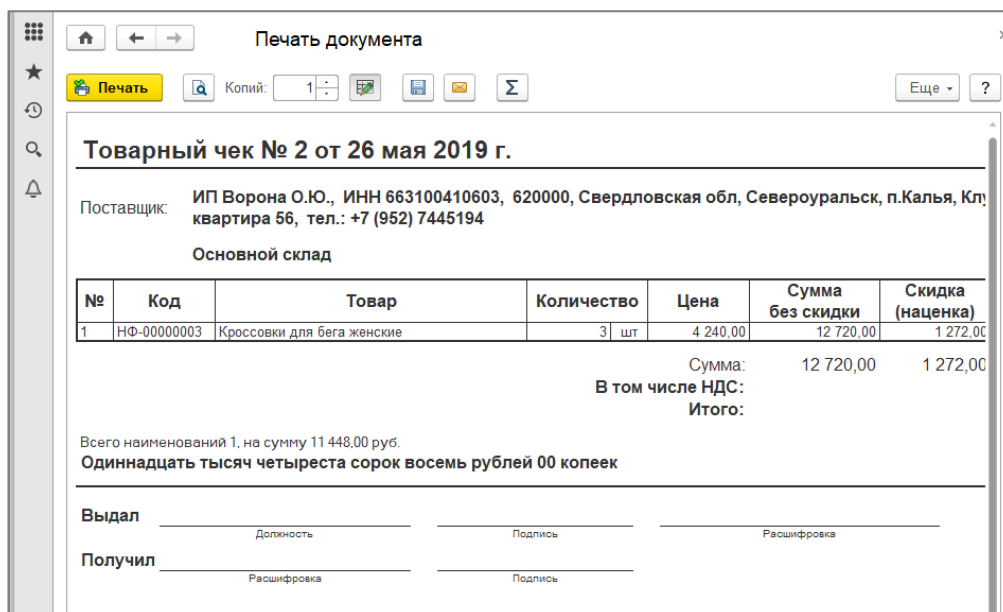 Печать документа
Печать
Копий:
1
Σ
Еще
?
Товарный чек № 2 от 26 мая 2019 г.
Поставщик:
ИП Ворона О.Ю., ИНН 663100410603, 620000, Свердловская обл, Североуральск, п.Калья,
квартира 56, тел.: +7 (952) 7445194
Основной склад
№ Код Товар Количество Цена Сумма без скидки Скидка (наценка)
1 НФ-00000003 Кроссовки для бега женские 3 шт 4 240,00 12 720,00 1 272,00
Сумма: 12 720,00 1 272,00
В том числе НДС:
Итого:
Всего наименований 1, на сумму 11 448,00 руб.
Одиннадцать тысяч четыреста сорок восемь рублей 00 копеек
Выдал
Должность Подпись Расшифровка
Получил
Расшифровка Подпись